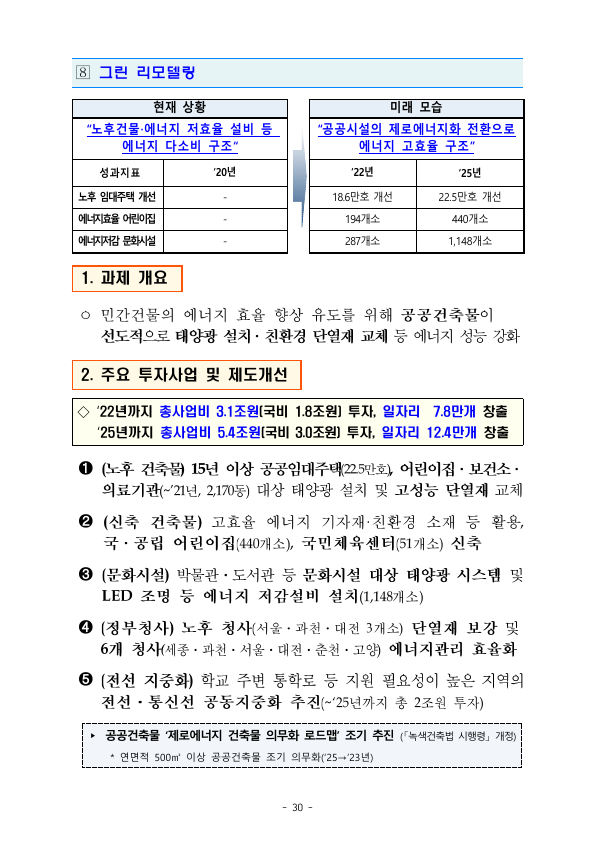 8 그린 리모델링
현재 상황
"노후건물·에너지 저효율 설비 등
에너지 다소비 구조"
성과지표 '20년
노후 임대주택 개선 -
에너지효율 어린이집 -
에너지저감 문화시설 -
미래 모습
"공공시설의 제로에너지화 전환으로
에너지 고효율 구조"
'22년 '25년
18.6만호 개선 22.5만호 개선
194개소 440개소
287개소 1,148개소
1. 과제 개요
ㅇ 민간건물의 에너지 효율 향상 유도를 위해 공공건축물이
선도적으로 태양광 설치·친환경 단열재 교체 등 에너지 성능 강화
2. 주요 투자사업 및 제도개선
◇ '22년까지 총사업비 3.1조원(국비 1.8조원) 투자, 일자리 7.8만개 창출
'25년까지 총사업비 5.4조원(국비 3.0조원) 투자, 일자리 12.4만개 창출
❶ (노후 건축물) 15년 이상 공공임대주택(22.5만호), 어린이집·보건소·
의료기관(~'21년, 2,170동) 대상 태양광 설치 및 고성능 단열재 교체
❷ (신축 건축물) 고효율 에너지 기자재·친환경 소재 등 활용,
국·공립 어린이집(440개소), 국민체육센터(51개소) 신축
❸ (문화시설) 박물관·도서관 등 문화시설 대상 태양광 시스템 및
LED 조명 등 에너지 저감설비 설치(1,148개소)
❹ (정부청사) 노후 청사(서울·과천·대전 3개소) 단열재 보강 및
6개 청사(세종·과천·서울·대전·춘천·고양) 에너지관리 효율화
❺ (전선 지중화) 학교 주변 통학로 등 지원 필요성이 높은 지역의
전선·통신선 공동지중화 추진(~'25년까지 총 2조원 투자)
▸ 공공건축물 '제로에너지 건축물 의무화 로드맵' 조기 추진 (「녹색건축법 시행령」 개정)
* 연면적 500㎡ 이상 공공건축물 조기 의무화('25→'23년)
- 30 -